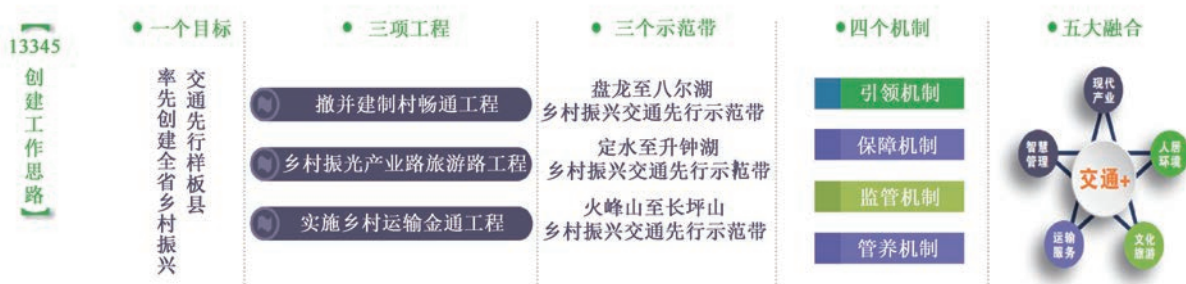 【13345创建工作思路】
一个目标
率先创建全省乡村振兴
交通先行样板县
三项工程
撤并建制村畅通工程
乡村振光产业路旅游路工程
实施乡村运输金通工程
三个示范带
盘龙至八尔湖
乡村振兴交通先行示范带
定水至升钟湖
乡村振兴交通先行示范带
火峰山至长坪山
乡村振兴交通先行示范带
四个机制
引领机制
保障机制
监管机制
管养机制
五大融合
现代
产业
智慧
管理
人居
环境
交通+
运输
服务
文化
旅游